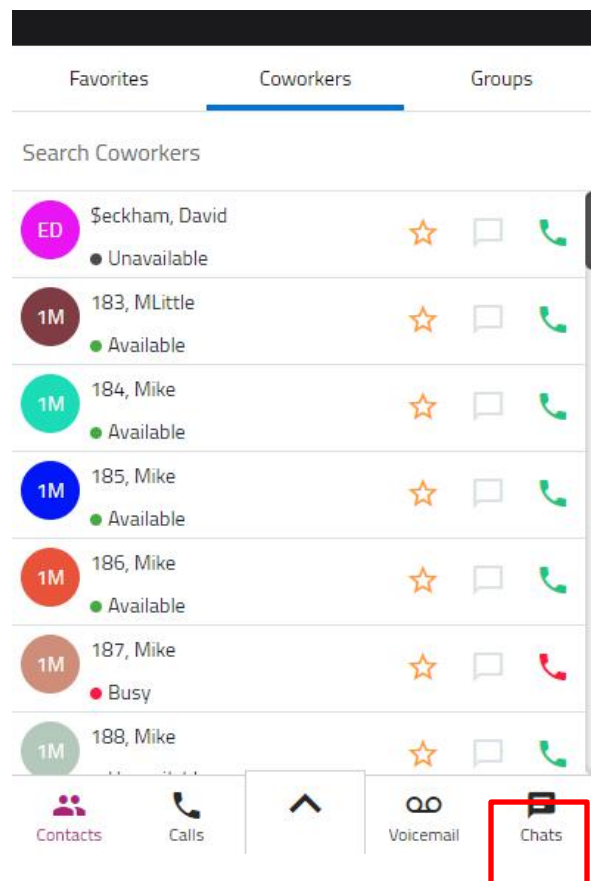 Favorites Coworkers Groups
Search Coworkers
ED $eckham, David
Unavailable
1M 183, MLittle
Available
1M 184, Mike
Available
1M 185, Mike
Available
1M 186, Mike
Available
1M 187, Mike
Busy
1M 188, Mike
Contacts Calls Voicemail Chats